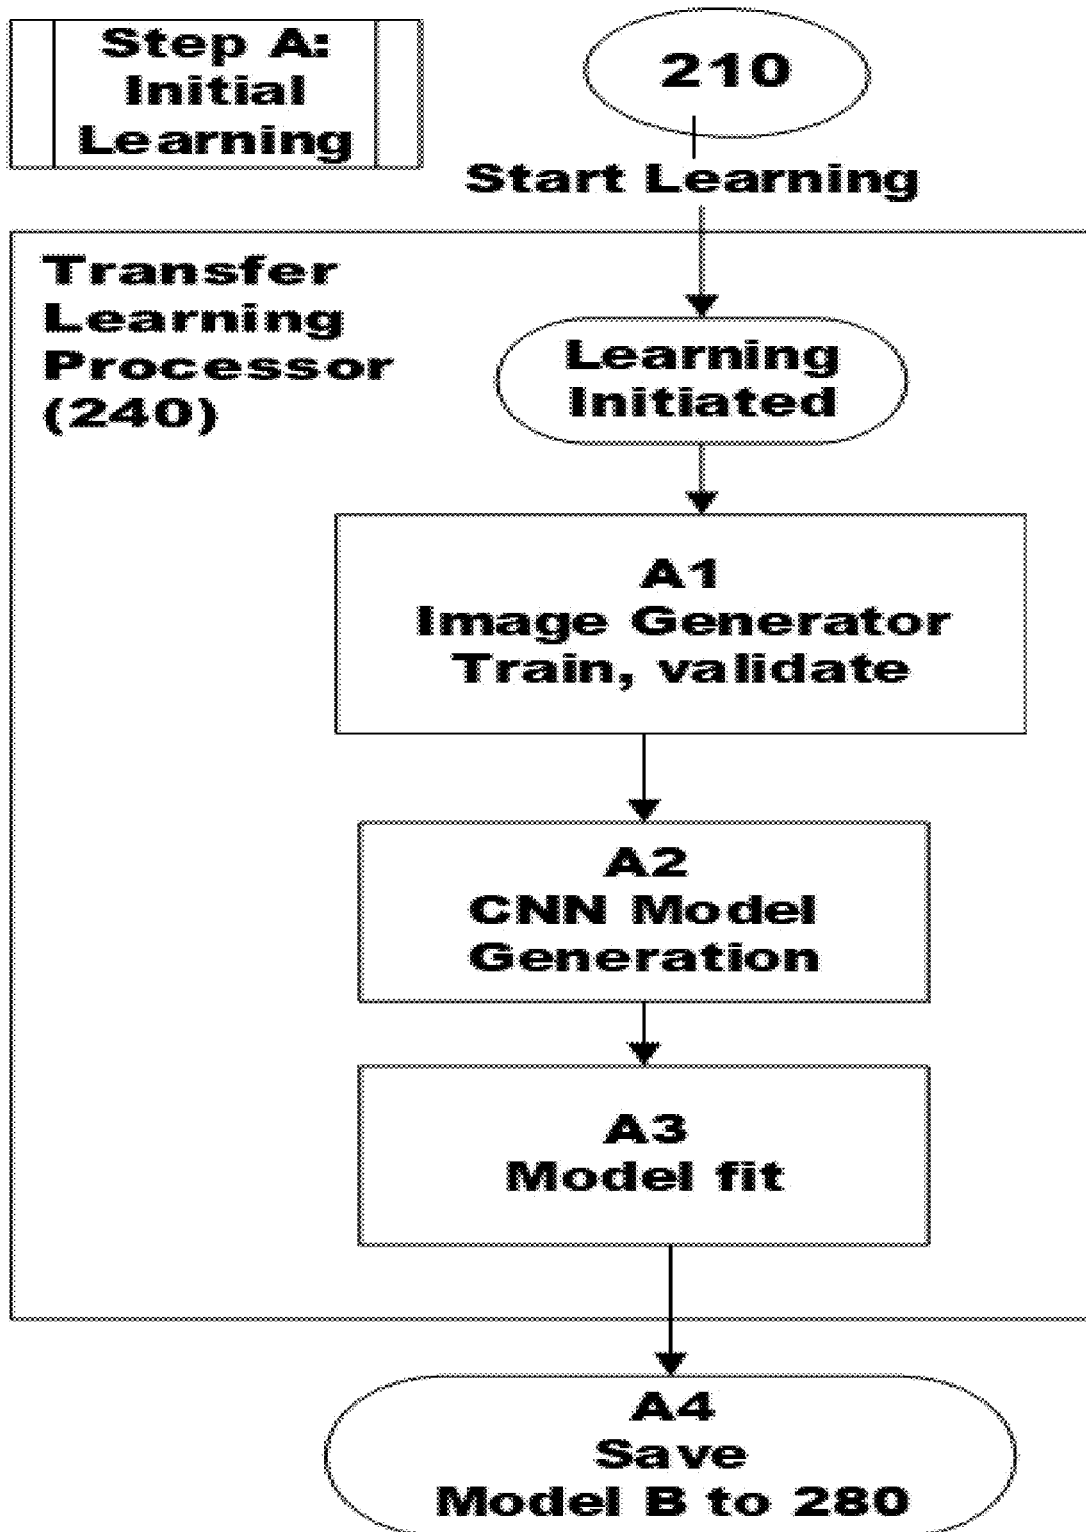 Step A:
Initial
Learning
210
Start Learning
Transfer
Learning
Processor
(240)
Learning
Initiated
A1
Image Generator
Train, validate
A2
CNN Model
Generation
A3
Model fit
A4
Save
Model B to 280